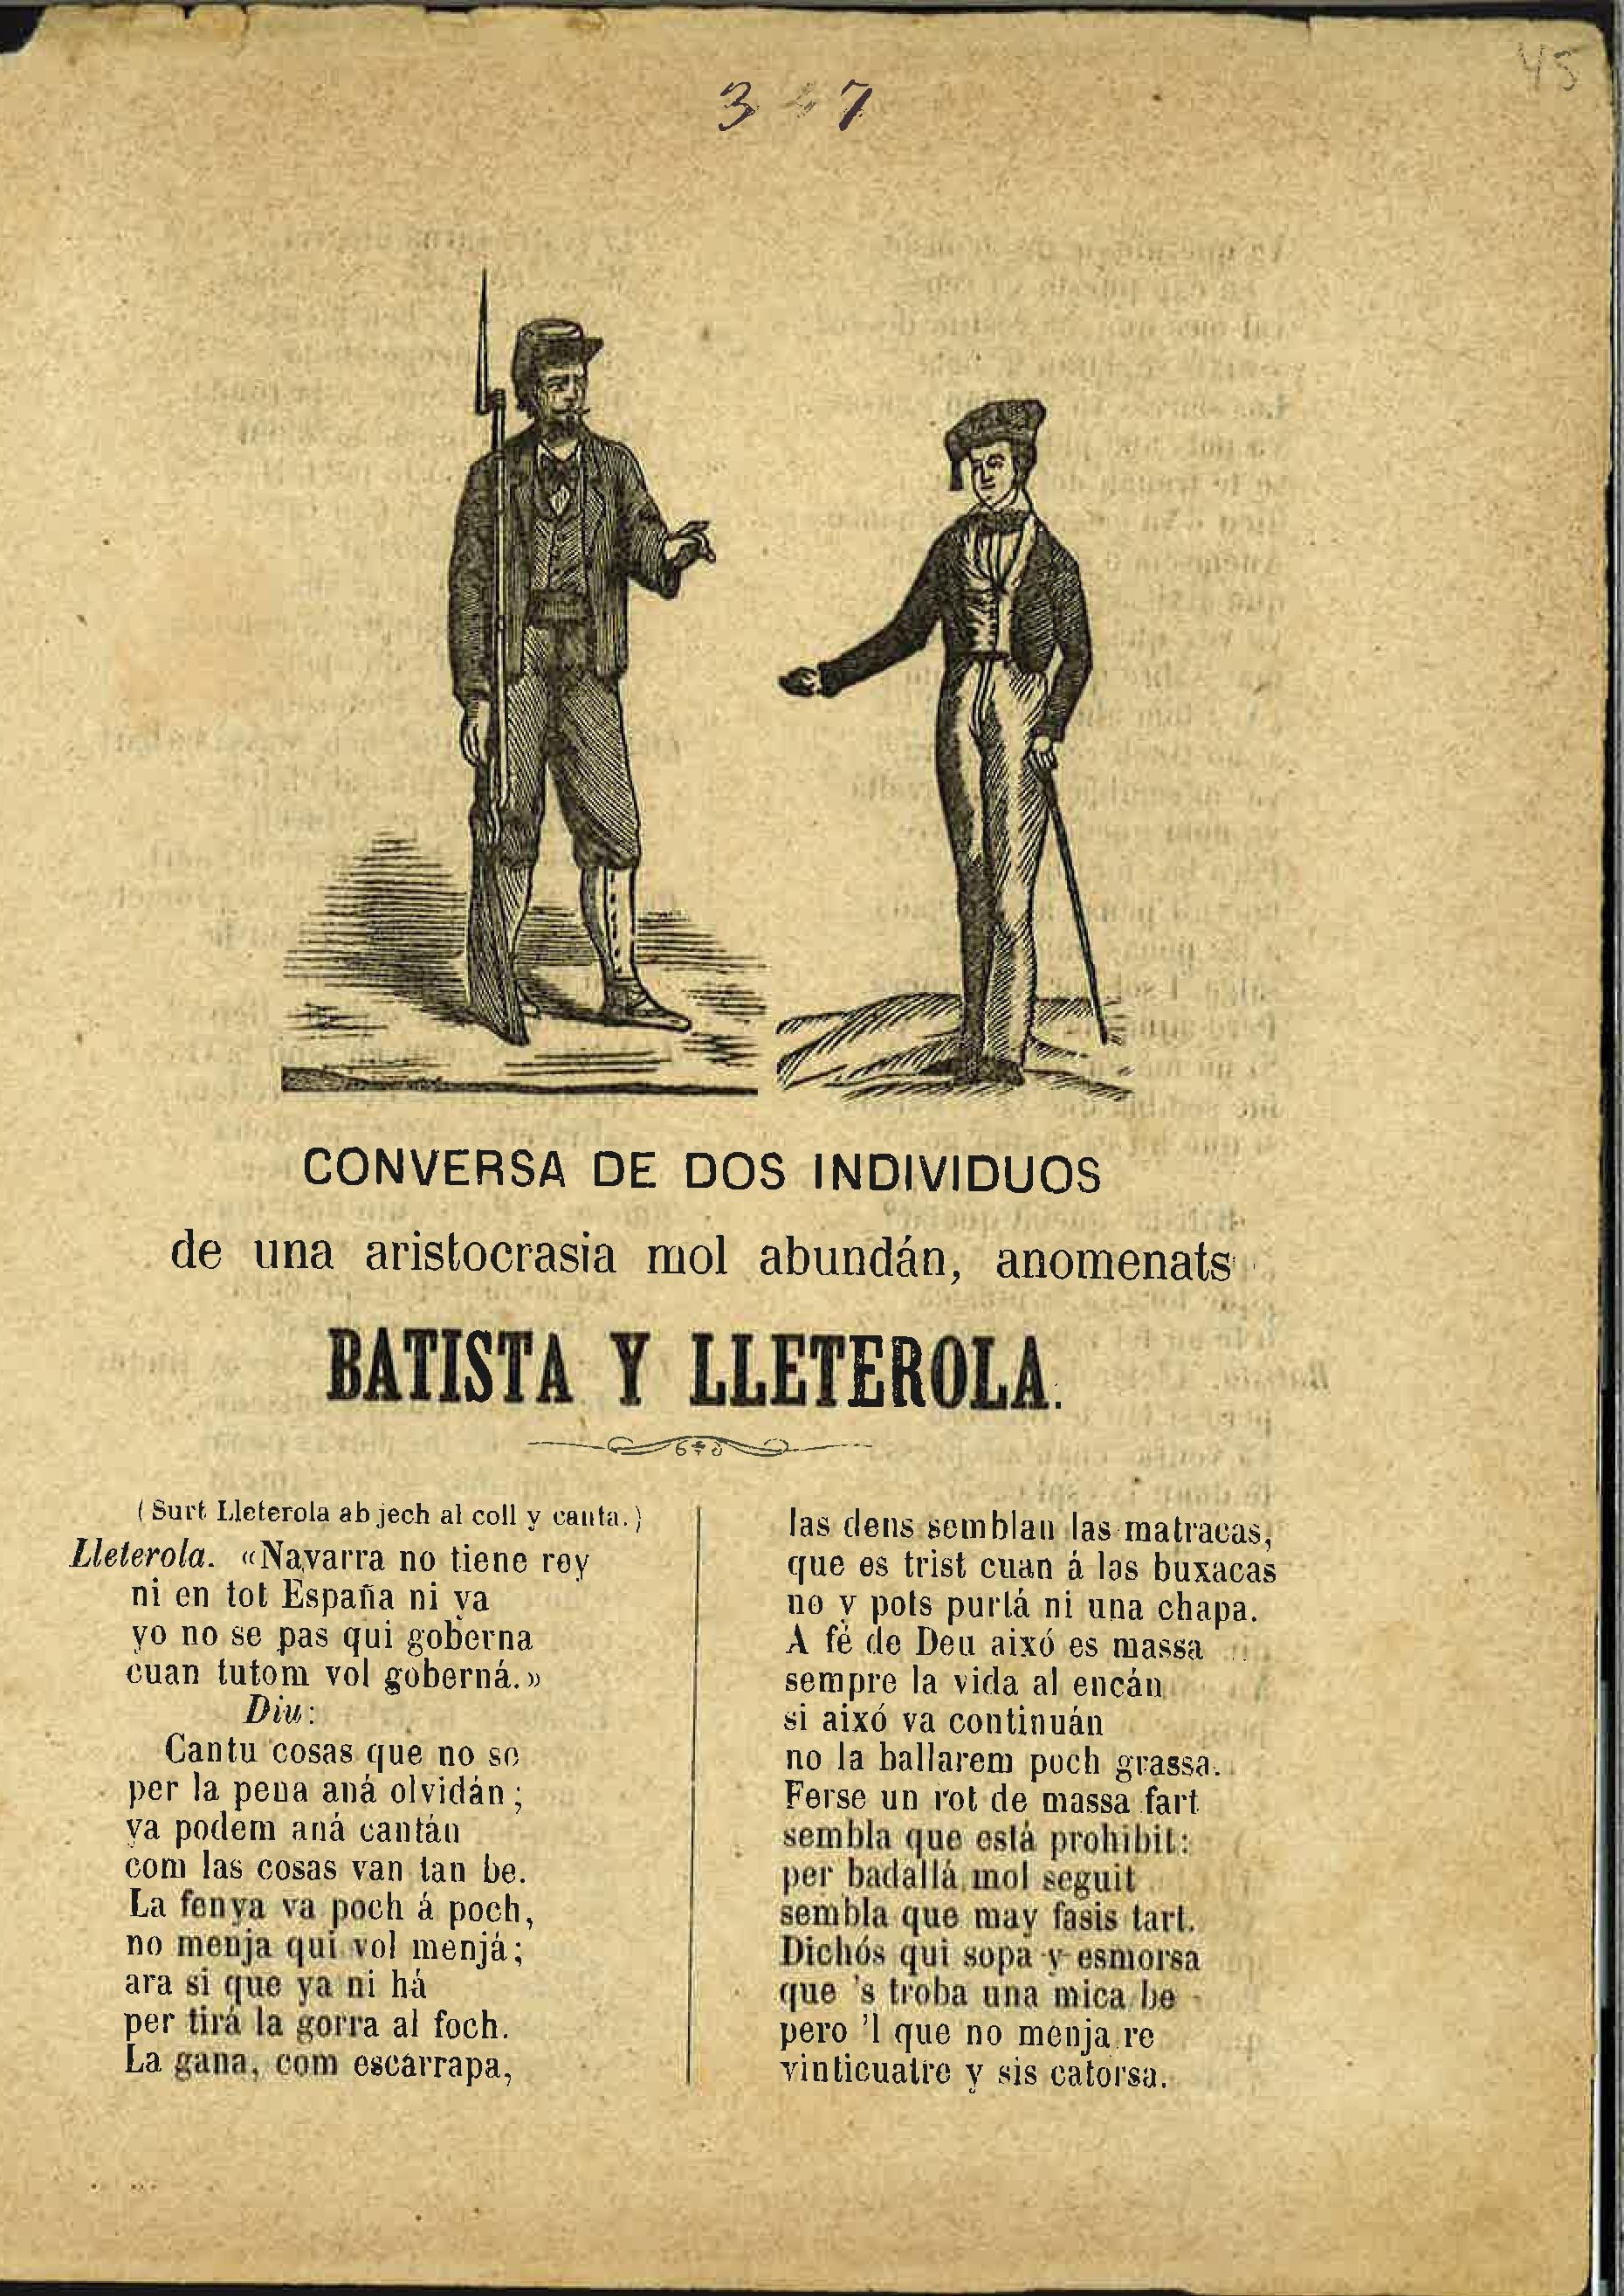 45
3 47
CONVERSA DE DOS INDIVIDUOS
de una aristocrasia mol abundán, anomenats
BATISTA Y LLETEROLA.
(Surt Lleterola ab jech al coll y canta.)
Lleterola. «Navarra no tiene rey
ni en tot España ni ya
yo no se pas qui goberna
cuan tutom vol goberná.»
Diu:
Cantu cosas que no se
per la pena aná olvidán;
ya podem aná cantán
com las cosas van tan be.
La fenya va poch á poch,
no menja qui vol menjá;
ara si que ya ni há
per tirá la gorra al foch.
La gana, com escarrapa,
las dens semblan las matracas,
que es trist cuan á las buxacas
no y pots purtá ni una chapa.
A fé de Deu aixó es massa
sempre la vida al encán
si aixó va continuán
no la ballarem poch grassa.
Ferse un rot de massa fart
sembla que está prohibit:
per badallá mol seguit
sembla que may fasis tart.
Dichós qui sopa y esmorsa
que 's troba una mica be
pero 'l que no menja re
vinticuatre y sis catorsa.